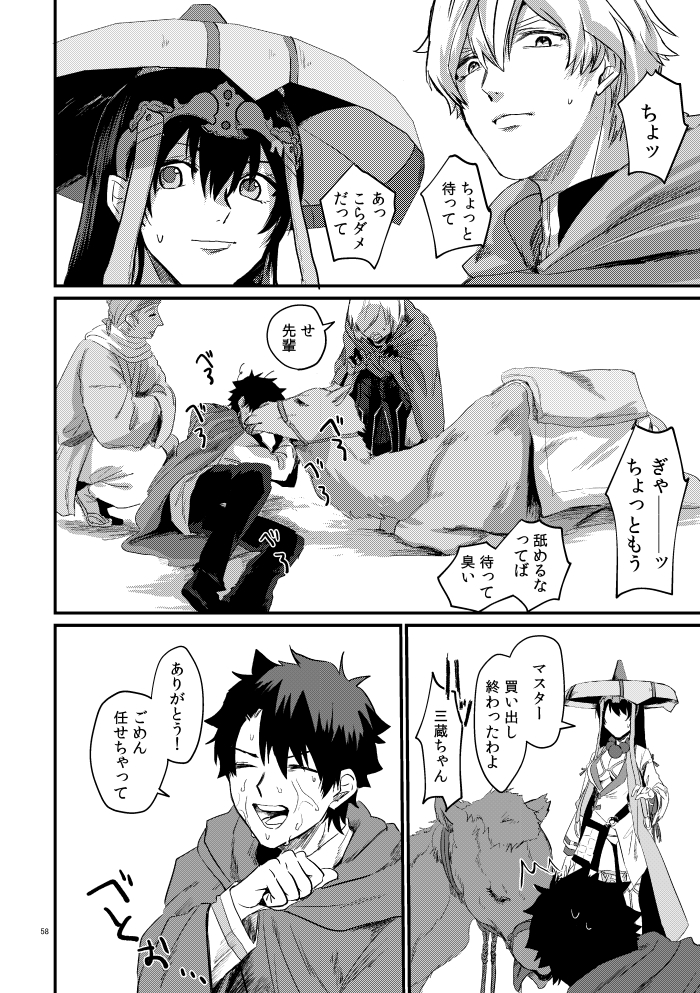 ちょッ
ちょっと
待って
あっ
こらダメ
だって
せ
先輩
ぎゃーーッ
ちょっともう
べろ
べろ
べろ
べろ
舐めるな
ってば
待って
臭い
マスター
買い出し
終わったわよ
三蔵ちゃん
ありがとう！
ごめん
任せちゃって
べとぉ…
58